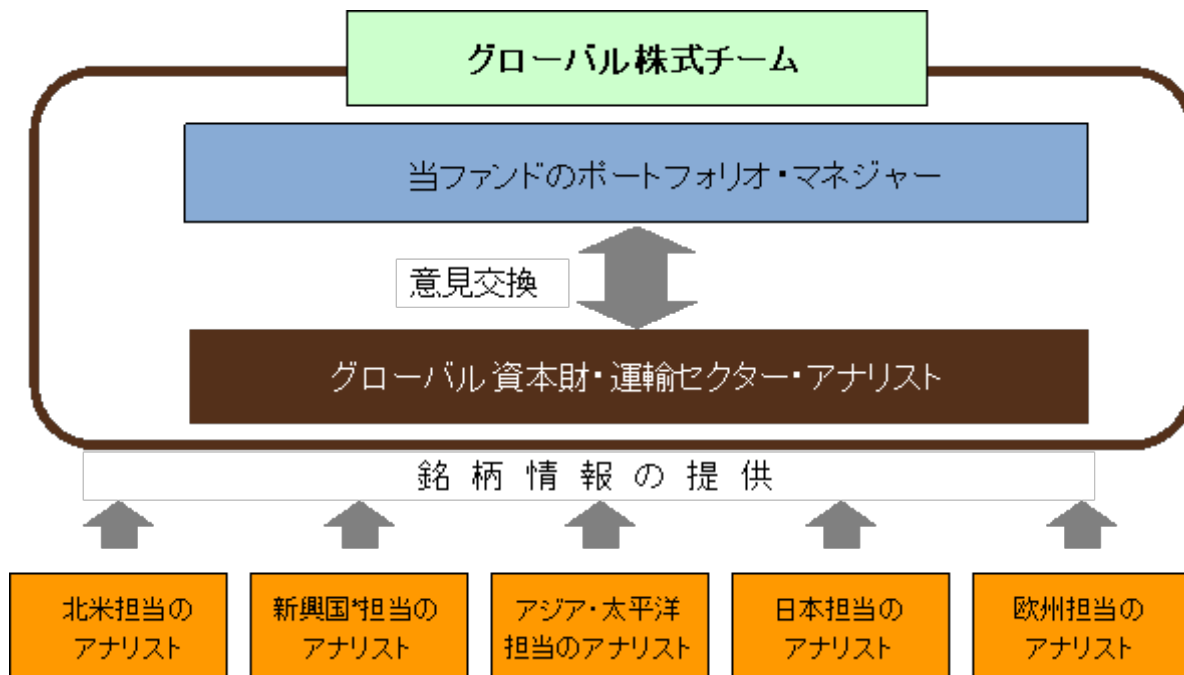 グローバル株式チーム
当ファンドのポートフォリオ・マネジャー
意見交換
グローバル資本財・運輸セクター・アナリスト
銘柄情報の提供
北米担当の
アナリスト
新興国*担当の
アナリスト
アジア・太平洋
担当のアナリスト
日本担当の
アナリスト
欧州担当の
アナリスト